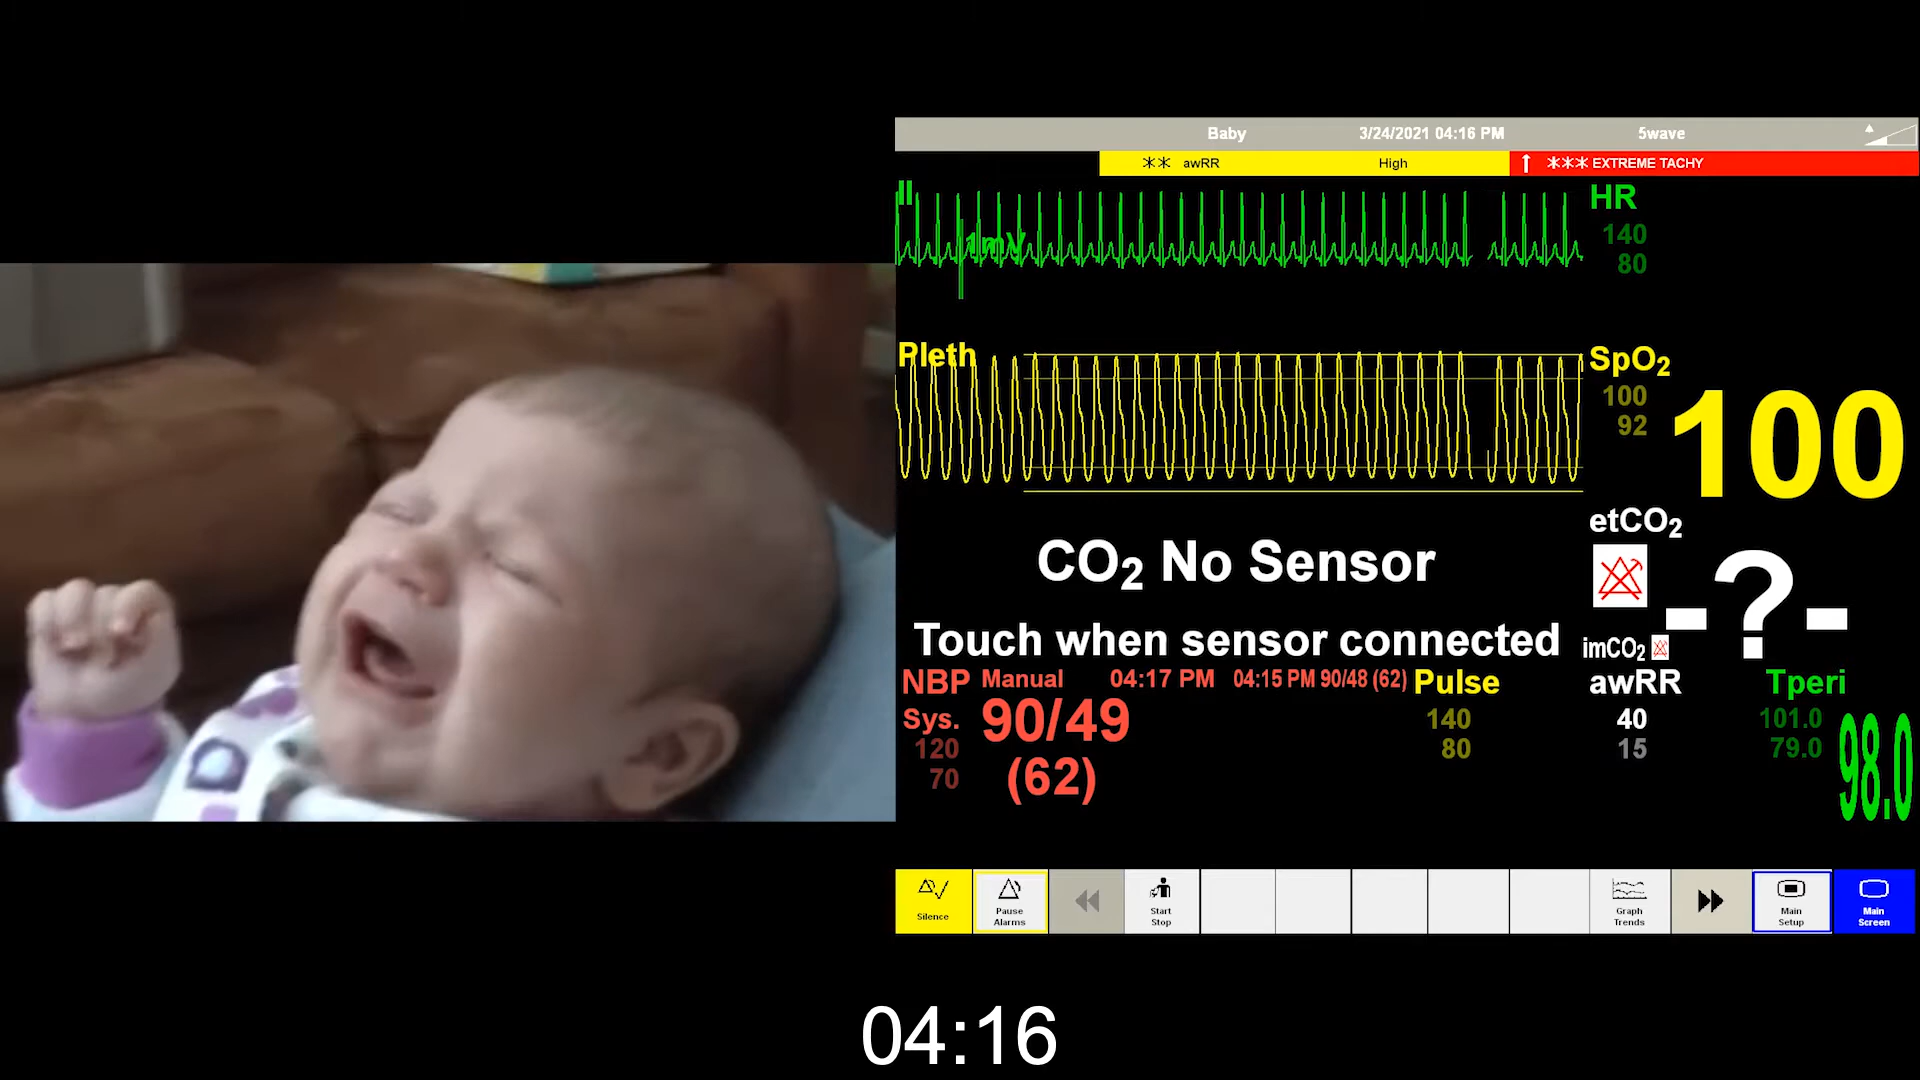 Baby 3/24/2021 04:16 PM 5wave
** awRR High
*** EXTREME TACHY
II
1mV
HR
140
80
Pleth
SpO2
100
92
100
CO2 No Sensor
Touch when sensor connected
etCO2
-?-
imCO2
NBP Manual 04:17 PM 04:15 PM 90/48 (62)
Sys.
120
70
90/49
(62)
Pulse
140
80
awRR
40
15
Tperi
101.0
79.0
98.0
Silence
Pause
Alarms
Start
Stop
Graph
Trends
Main
Setup
Main
Screen
04:16